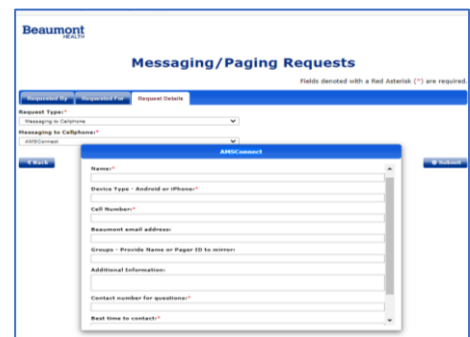 Beaumont
HEALTH
Messaging/Paging Requests
Fields denoted with a Red Asterisk (*) are required.
Requested By Requested For Request Details
Request Type:*
Messaging to Cellphone
Messaging to Cellphone:*
AMSConnect
AMSConnect
Back
Submit
Name:*
Device Type - Android or iPhone:*
Cell Number:*
Beaumont email address:
Groups - Provide Name or Pager ID to mirror:
Additional Information:
Contact number for questions:*
Best time to contact:*